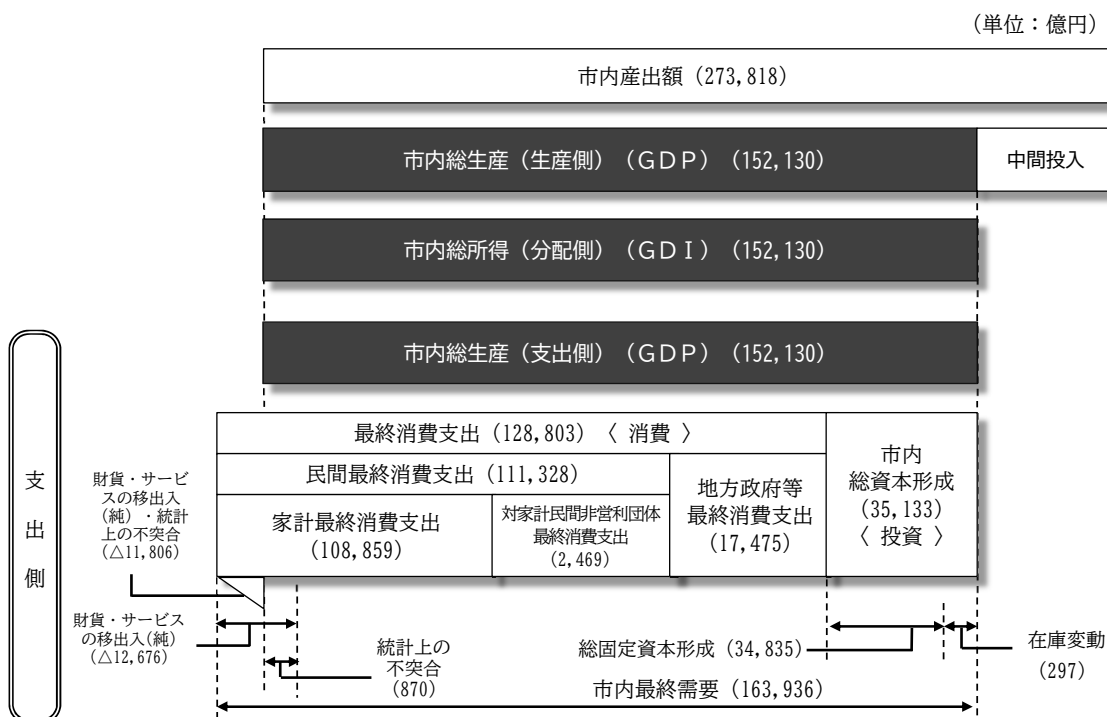 (単位:億円)
市内産出額 (273,818)
市内総生産(生産側)(GDP) (152,130)
中間投入
市内総所得(分配側)(GDI) (152,130)
市内総生産(支出側)(GDP) (152,130)
支出側
最終消費支出 (128,803) 〈 消費 〉
民間最終消費支出 (111,328)
家計最終消費支出
(108,859)
対家計民間非営利団体
最終消費支出
(2,469)
地方政府等
最終消費支出
(17,475)
市内
総資本形成
(35,133)
〈 投資 〉
財貨・サービ
スの移出入
(純)・統計
上の不突合
(△11,806)
財貨・サービス
の移出入(純)
(△12,676)
統計上の
不突合
(870)
総固定資本形成 (34,835)
在庫変動
(297)
市内最終需要 (163,936)